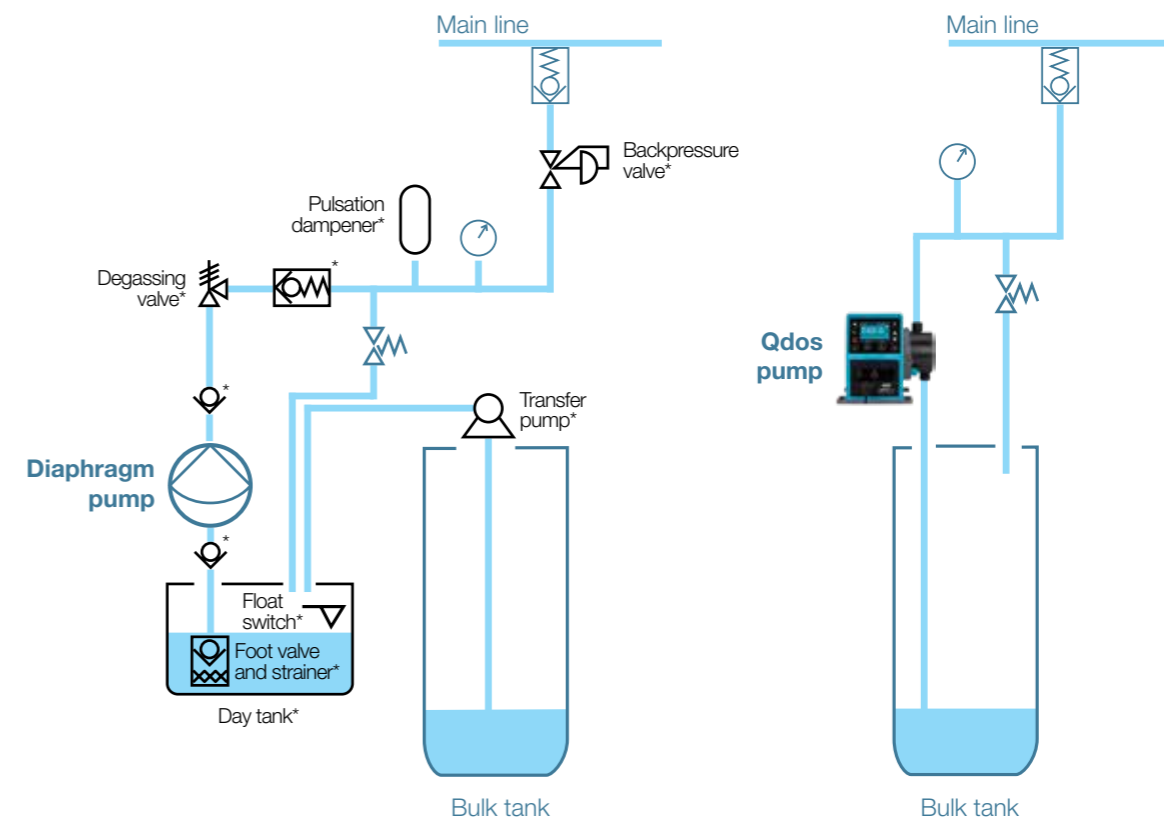 Main line
Backpressure
valve*
Pulsation
dampener*
*
Degassing
valve*
*
Transfer
pump*
Diaphragm
pump
*
Float
switch*
Foot valve
and strainer*
Day tank*
Bulk tank
Main line
Qdos
pump
Bulk tank